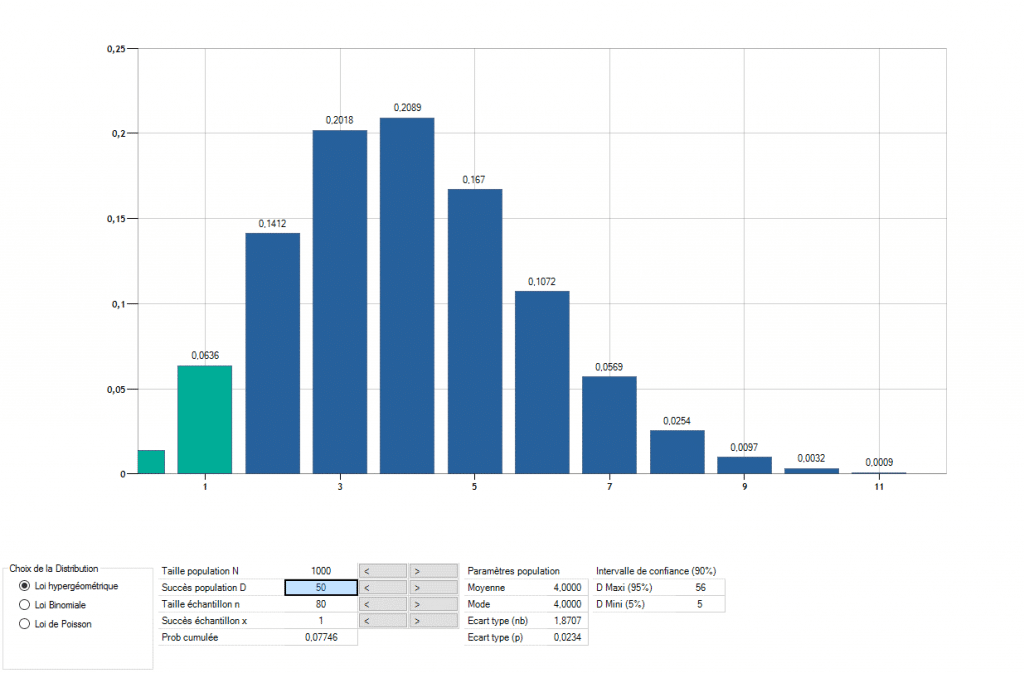 0,25
0,2089
0,2018
0,2
0,167
0,15
0,1412
0,1072
0,1
0,0636
0,0569
0,05
0,0254
0,0097
0,0032
0,0009
0
1 3 5 7 9 11
Choix de la Distribution
Loi hypergéométrique
Loi Binomiale
Loi de Poisson
Taille population N 1000 < >
Succès population D 50 < >
Taille échantillon n 80 < >
Succès échantillon x 1 < >
Prob cumulée 0,07746
Paramètres population
Moyenne 4,0000
Mode 4,0000
Ecart type (nb) 1,8707
Ecart type (p) 0,0234
Intervalle de confiance (90%)
D Maxi (95%) 56
D Mini (5%) 5